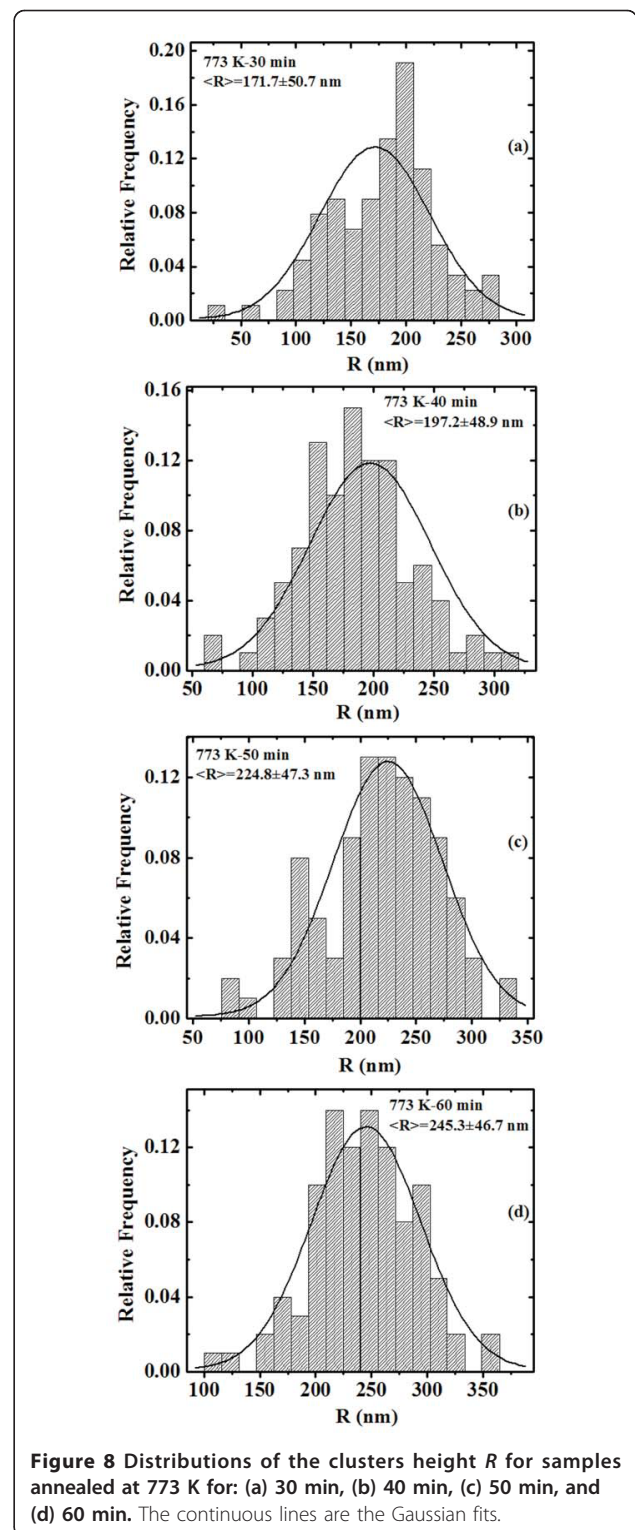 0.20
773 K-30 min
<R>=171.7±50.7 nm
0.16
(a)
0.12
Relative Frequency
0.08
0.04
0.00
50 100 150 200 250 300
R (nm)
0.16
773 K-40 min
<R>=197.2±48.9 nm
0.12
(b)
Relative Frequency
0.08
0.04
0.00
50 100 150 200 250 300
R (nm)
773 K-50 min
<R>=224.8±47.3 nm
0.12
(c)
Relative Frequency
0.08
0.04
0.00
50 100 150 200 250 300 350
R (nm)
773 K-60 min
<R>=245.3±46.7 nm
0.12
(d)
Relative Frequency
0.08
0.04
0.00
100 150 200 250 300 350
R (nm)
Figure 8 Distributions of the clusters height R for samples
annealed at 773 K for: (a) 30 min, (b) 40 min, (c) 50 min, and
(d) 60 min. The continuous lines are the Gaussian fits.